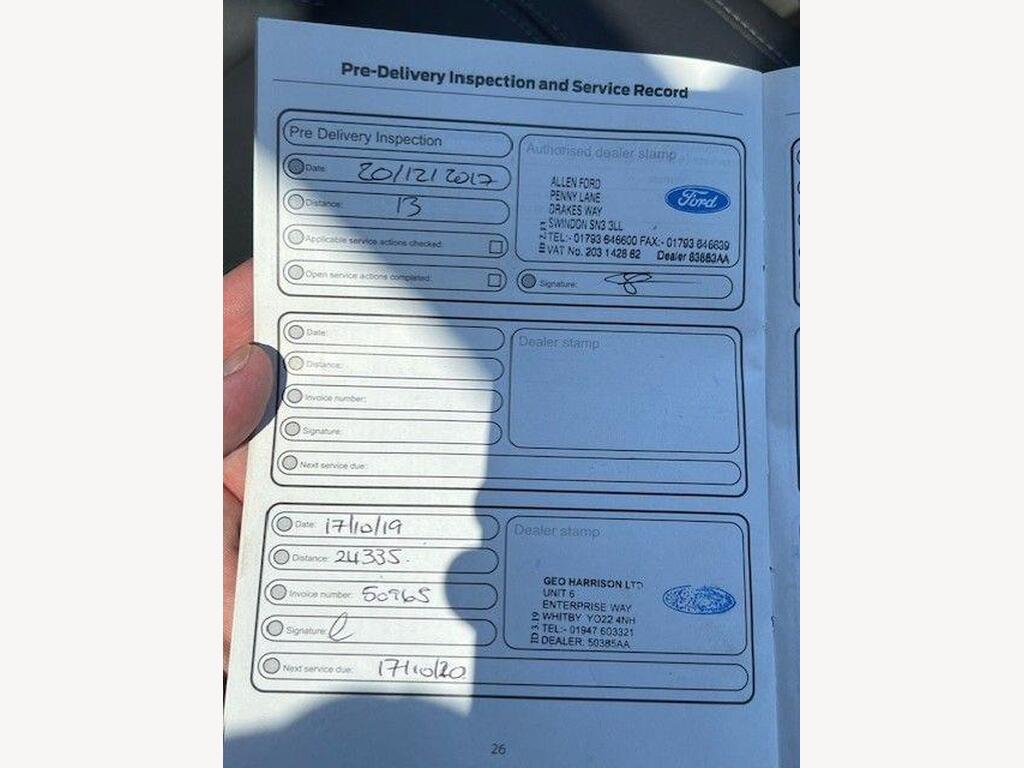 Pre-Delivery Inspection and Service Record
Pre Delivery Inspection
Date: 20/12/2017
Distance: 13
Applicable service actions checked:
Open service actions completed:
Authorised dealer stamp
ALLEN FORD
PENNY LANE
DRAKES WAY
SWINDON SN3 3LL
TEL:- 01793 646600 FAX:- 01793 646639
VAT No. 203 1428 62 Dealer 83883AA
Ford
Signature:
Date:
Distance:
Invoice number:
Signature:
Next service due:
Dealer stamp
Date: 17/10/19
Distance: 24335.
Invoice number: 50965
Signature:
Next service due: 17/10/20
Dealer stamp
GEO HARRISON LTD
UNIT 6
ENTERPRISE WAY
WHITBY YO22 4NH
TEL:- 01947 603321
DEALER. 50385AA
ID 3.19
26